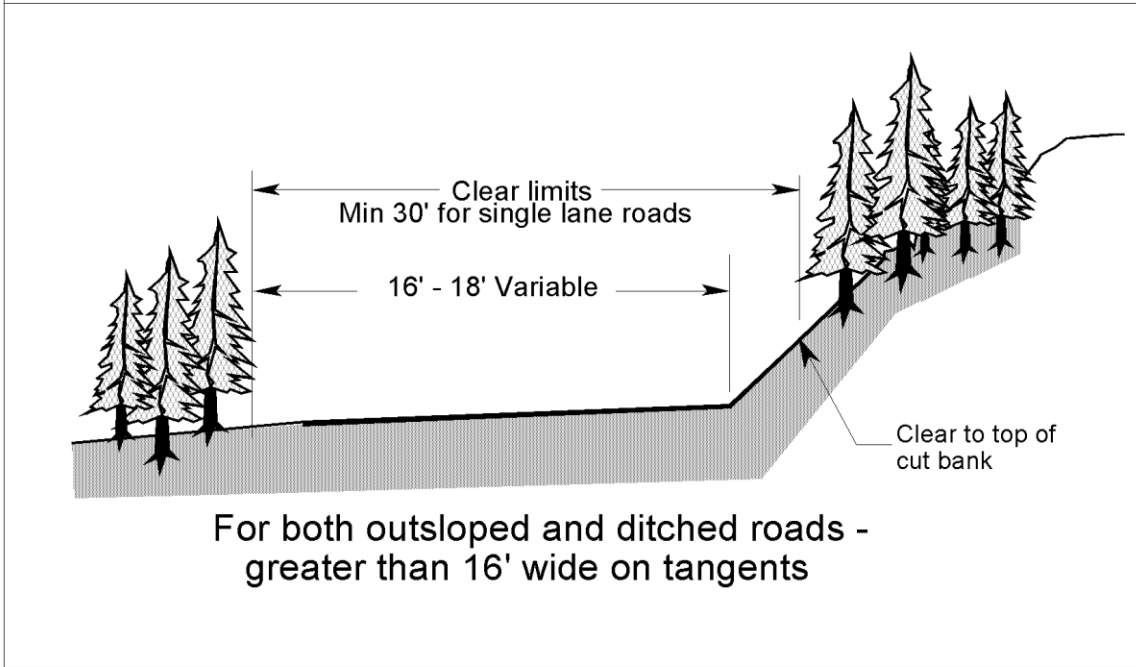 Clear limits
Min 30' for single lane roads
16' - 18' Variable
Clear to top of
cut bank
For both outsloped and ditched roads -
greater than 16' wide on tangents